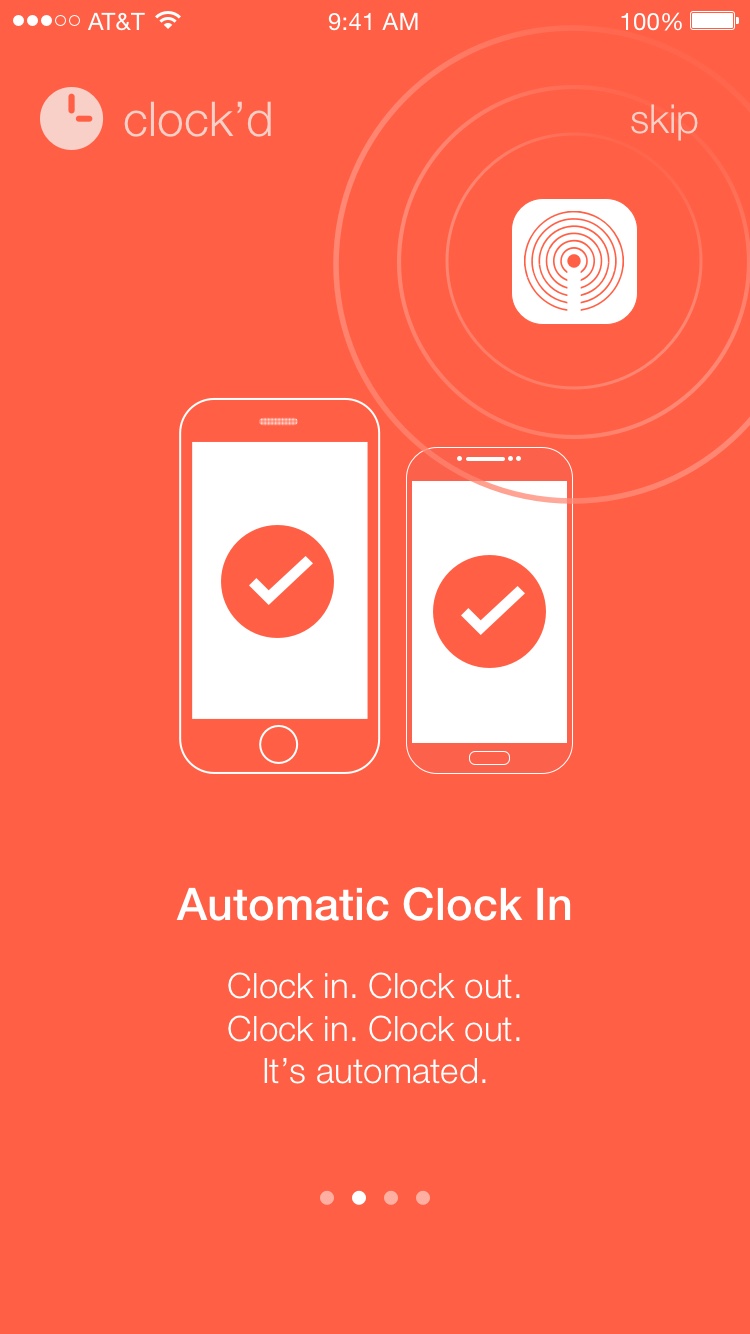 AT&T 9:41 AM 100%
clock’d skip
Automatic Clock In
Clock in. Clock out.
Clock in. Clock out.
It’s automated.